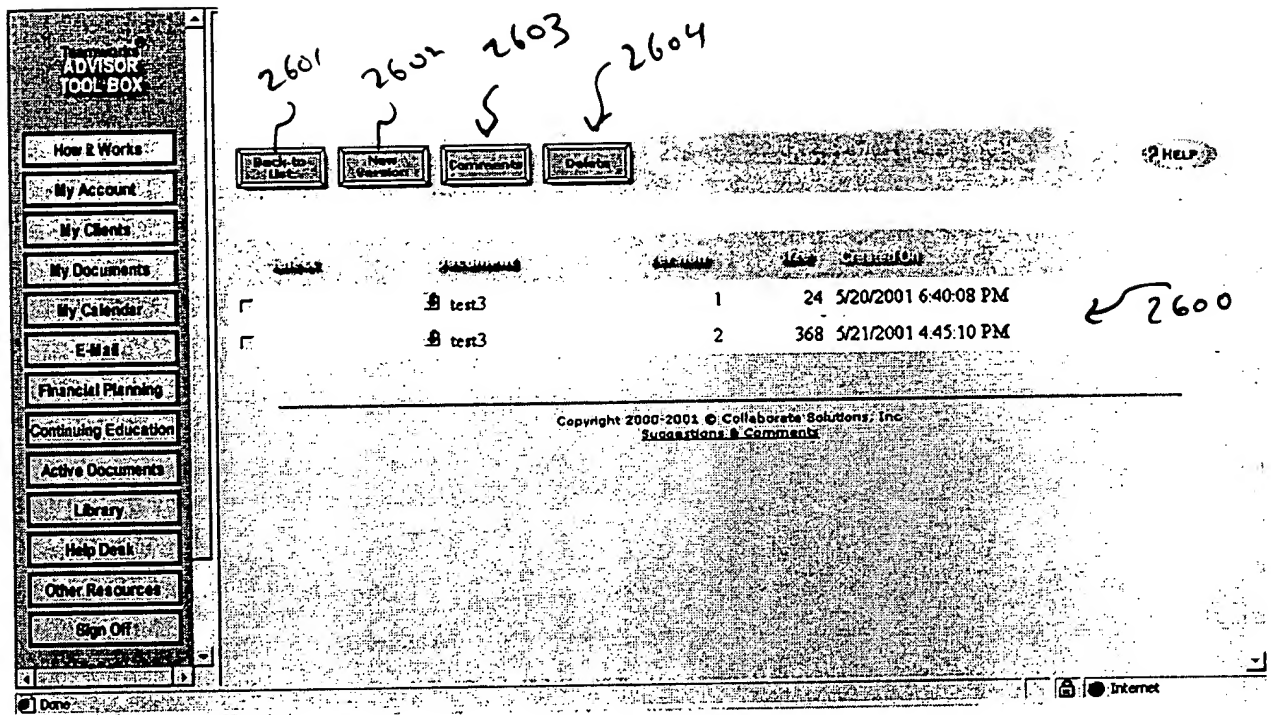 Teamworks®
ADVISOR
TOOL BOX
How it Works
My Account
My Clients
My Documents
My Calendar
E-Mail
Financial Planning
Continuing Education
Active Documents
Library
Help Desk
Other Resources
Sign Off
2601
2602
2603
2604
Back to List
New Version
Comments
Delete
? HELP
Created On
test3 1 24 5/20/2001 6:40:08 PM
test3 2 368 5/21/2001 4:45:10 PM
2600
Copyright 2000-2001 © Collaborate Solutions, Inc
Suggestions & Comments
Done
Internet